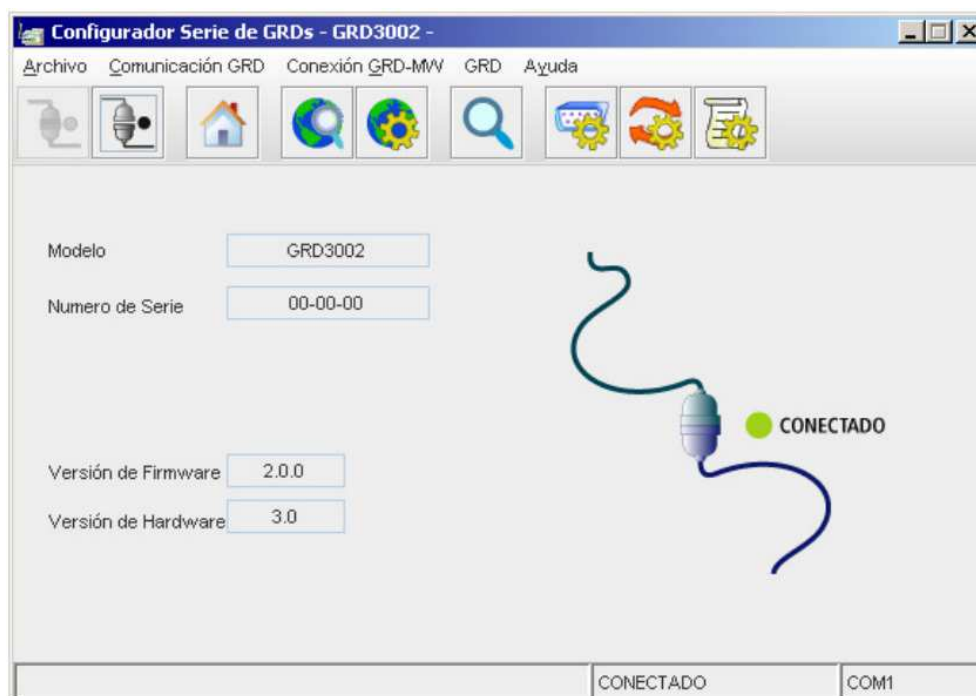 Configurador Serie de GRDs - GRD3002 -
Archivo Comunicación GRD Conexión GRD-MW GRD Ayuda
Modelo GRD3002
Numero de Serie 00-00-00
CONECTADO
Versión de Firmware 2.0.0
Versión de Hardware 3.0
CONECTADO COM1